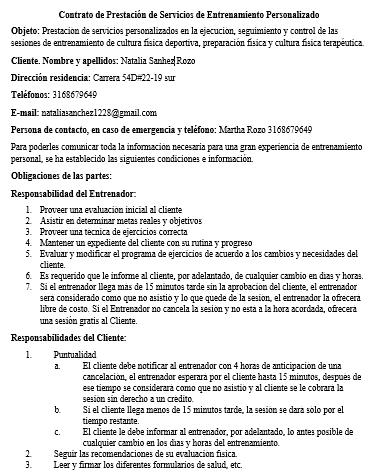 Contrato de Prestación de Servicios de Entrenamiento Personalizado
Objeto: Prestacion de servicios personalizados en la ejecucion, seguimiento y control de las
sesiones de entrenamiento de cultura fisica deportiva, preparación fisica y cultura fisica terapéutica.
Cliente. Nombre y apellidos: Natalia Sanhez Rozo
Dirección residencia: Carrera 54D#22-19 sur
Teléfonos: 3168679649
E-mail: nataliasanchez1228@gmail.com
Persona de contacto, en caso de emergencia y teléfono: Martha Rozo 3168679649
Para poderles comunicar toda la información necesaria para una gran experiencia de entrenamiento
personal, se ha establecido las siguientes condiciones e información.
Obligaciones de las partes:
Responsabilidad del Entrenador:
1. Proveer una evaluacion inicial al cliente
2. Asistir en determinar metas reales y objetivos
3. Proveer una tecnica de ejercicios correcta
4. Mantener un expediente del cliente con su rutina y progreso
5. Evaluar y modificar el programa de ejercicios de acuerdo a los cambios y necesidades del
cliente.
6. Es requerido que le informe al cliente, por adelantado, de cualquier cambio en dias y horas.
7. Si el entrenador llega mas de 15 minutos tarde sin la aprobacion del cliente, el entrenador
será considerado como que no asistio y lo que quede de la sesion, el entrenador la ofrecera
libre de costo. Si el Entrenador no cancela la sesion y no esta a la hora acordada, ofrecera
una sesión gratis al Cliente.
Responsabilidades del Cliente:
1. Puntualidad
a. El cliente debe notificar al entrenador con 4 horas de anticipacion de una
cancelacion, el entrenador esperara por el cliente hasta 15 minutos, despues de
ese tiempo se considerara como que no asistio y al cliente se le cobrara la
sesion sin derecho a un credito.
b. Si el cliente llega menos de 15 minutos tarde, la sesion se dara solo por el
tiempo restante.
c. El cliente le debe informar al entrenador, por adelantado, lo antes posible de
cualquier cambio en los dias y horas del entrenamiento.
2. Seguir las recomendaciones de su evaluacion fisica.
3. Leer y firmar los diferentes formularios de salud, etc.